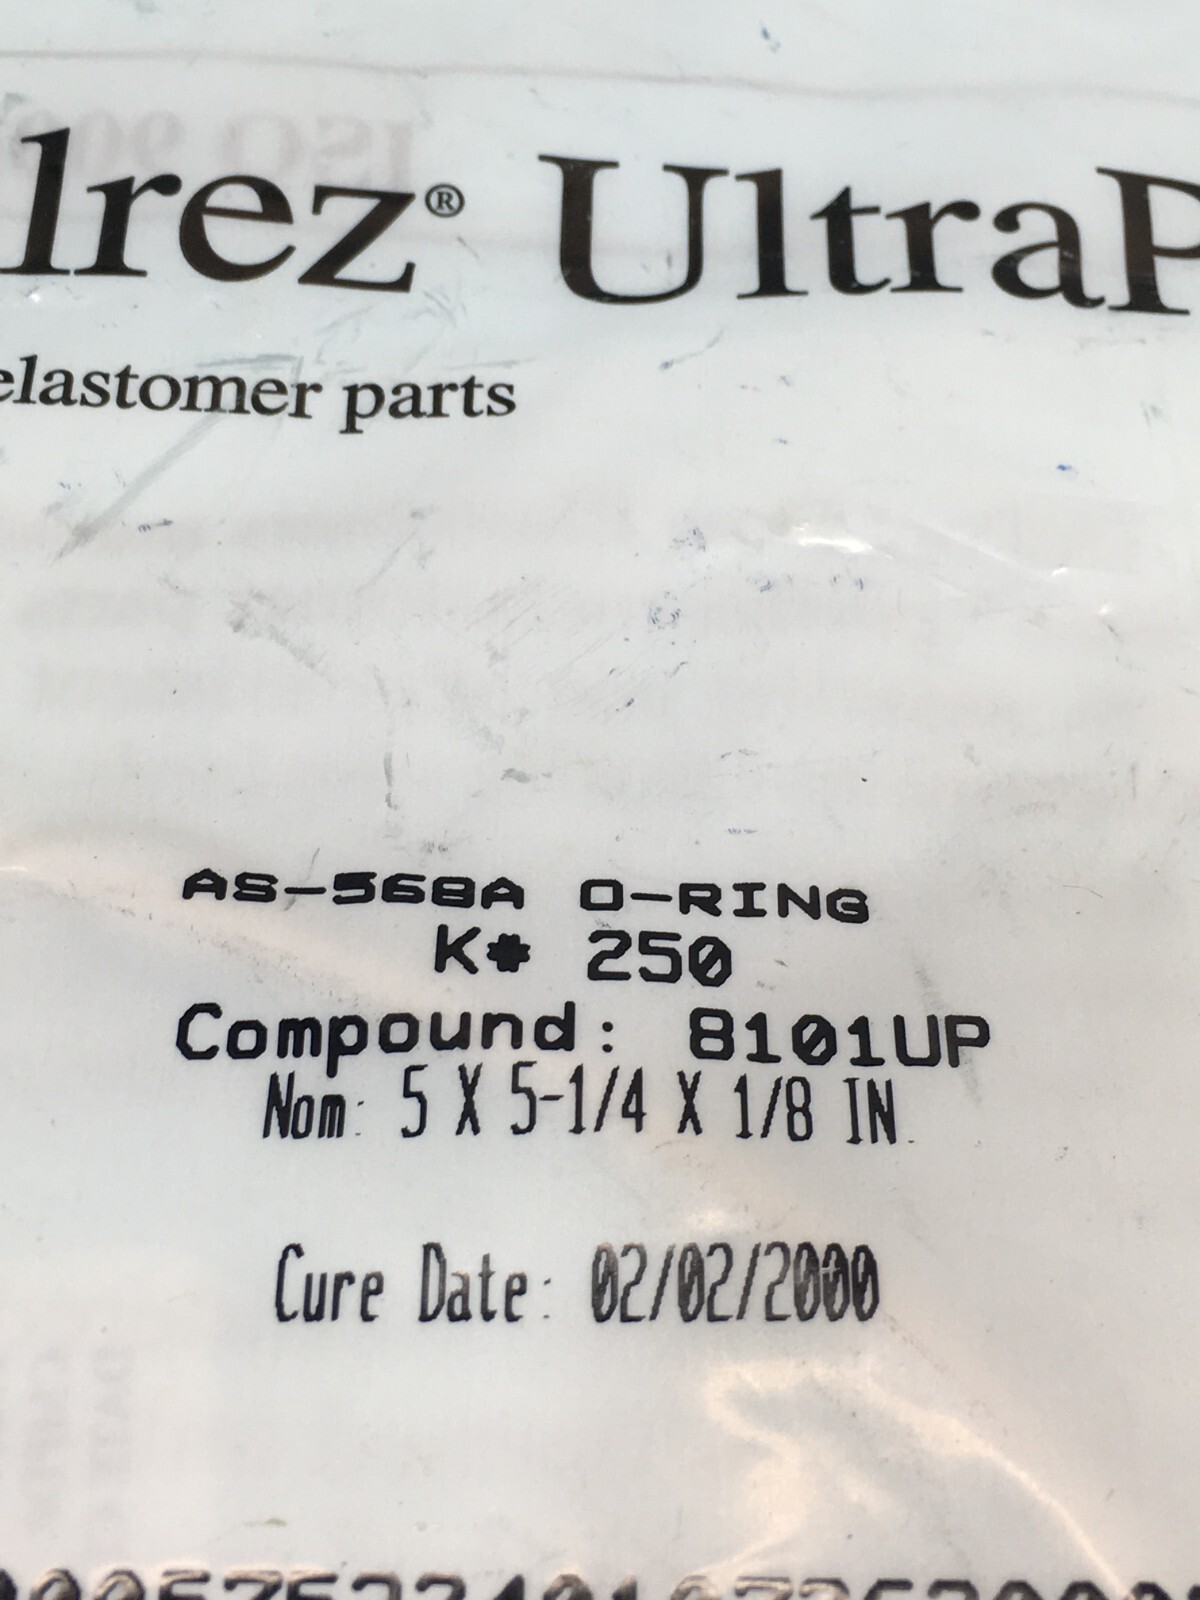 lrez® UltraP
elastomer parts
AS-568A O-RING
K# 250
Compound: 8101UP
Nom: 5 X 5-1/4 X 1/8 IN.
Cure Date: 02/02/2000